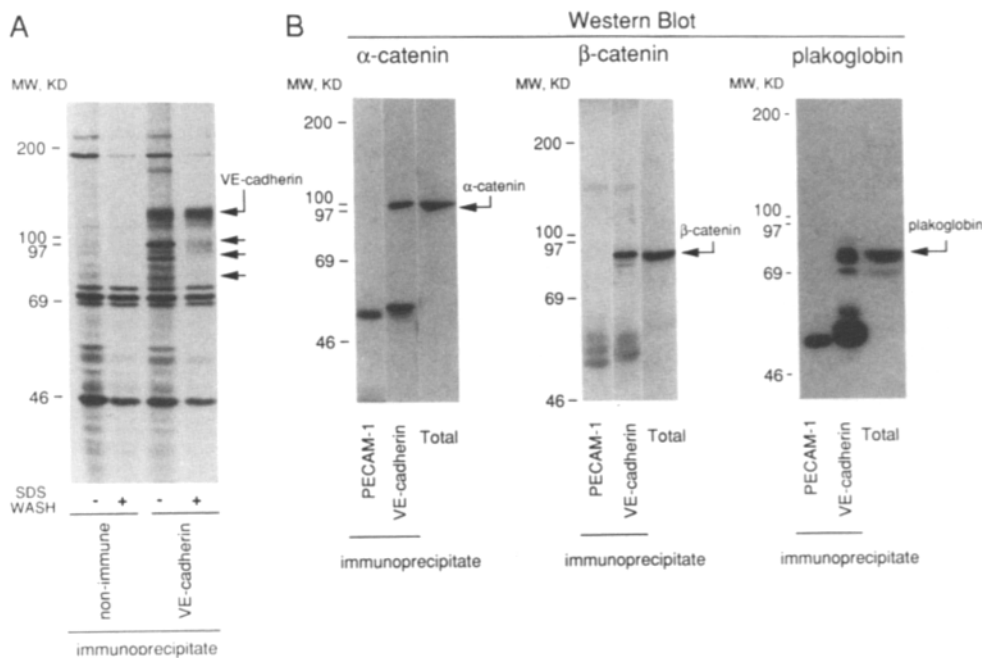 A
MW, KD
200
100
97
69
46
VE-cadherin
SDS
WASH
- + - +
non-immune
VE-cadherin
immunoprecipitate
B
Western Blot
α-catenin
MW, KD
200
100
97
69
46
α-catenin
PECAM-1
VE-cadherin
Total
immunoprecipitate
β-catenin
MW, KD
200
100
97
69
46
β-catenin
PECAM-1
VE-cadherin
Total
immunoprecipitate
plakoglobin
MW, KD
200
100
97
69
46
plakoglobin
PECAM-1
VE-cadherin
Total
immunoprecipitate